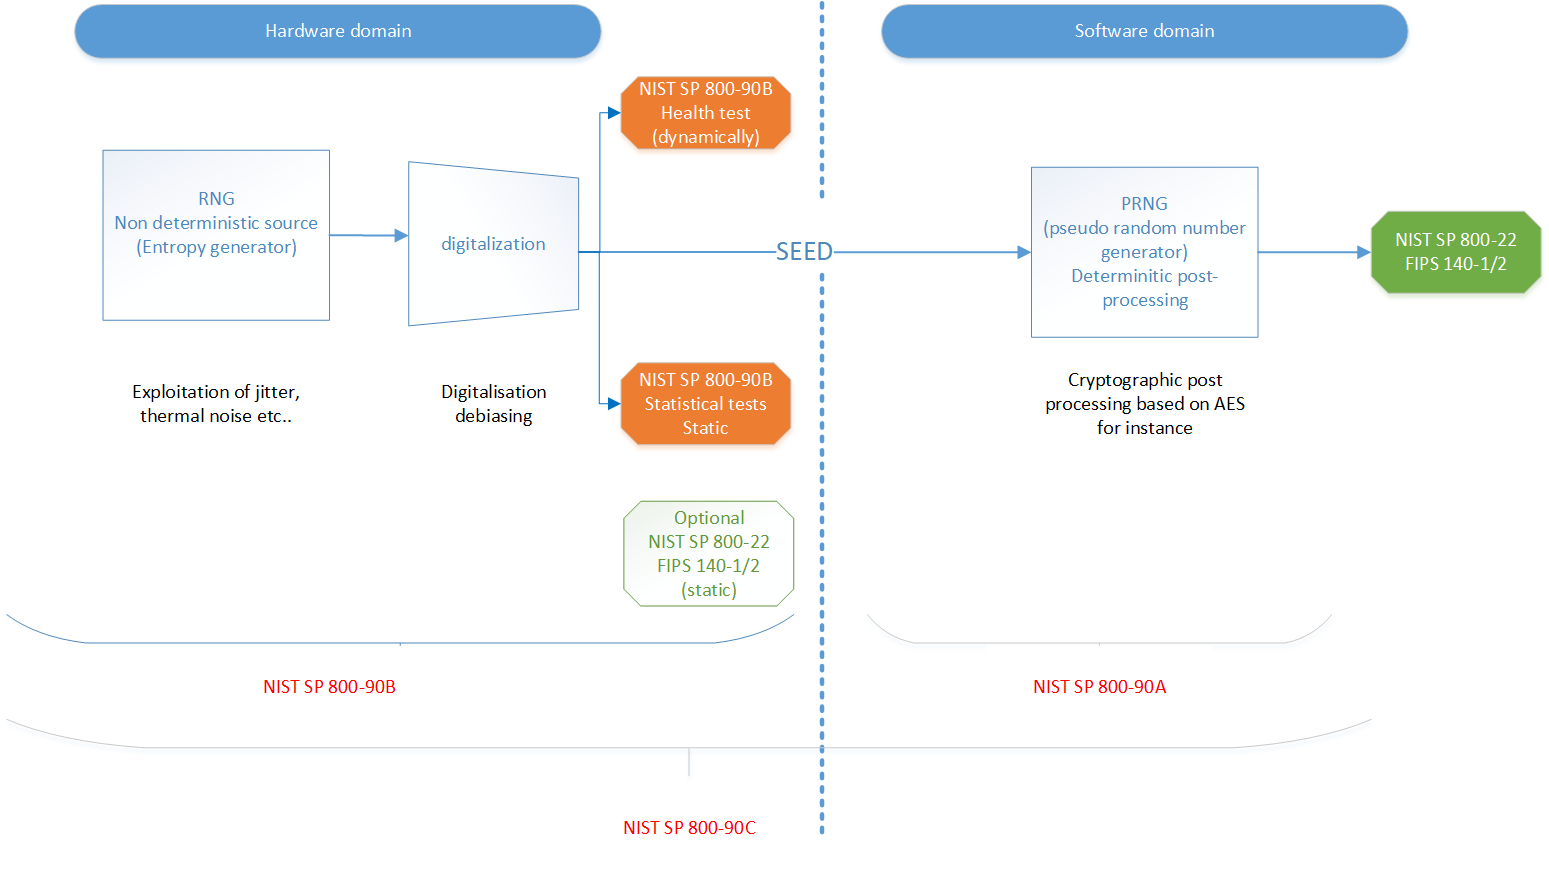 Hardware domain
Software domain
NIST SP 800-90B
Health test
(dynamically)
RNG
Non deterministic source
(Entropy generator)
digitalization
SEED
PRNG
(pseudo random number
generator)
Determinitic post-
processing
NIST SP 800-22
FIPS 140-1/2
Exploitation of jitter,
thermal noise etc..
Digitalisation
debiasing
NIST SP 800-90B
Statistical tests
Static
Cryptographic post
processing based on AES
for instance
Optional
NIST SP 800-22
FIPS 140-1/2
(static)
NIST SP 800-90B
NIST SP 800-90A
NIST SP 800-90C